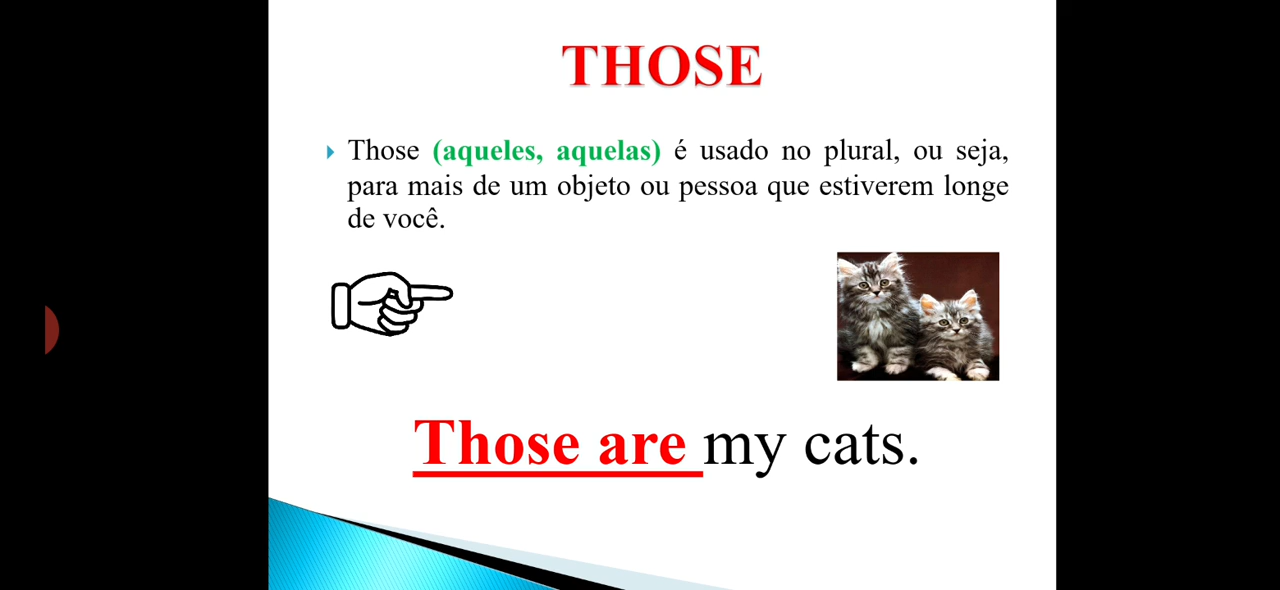 THOSE
Those (aqueles, aquelas) é usado no plural, ou seja,
para mais de um objeto ou pessoa que estiverem longe
de você.
Those are my cats.